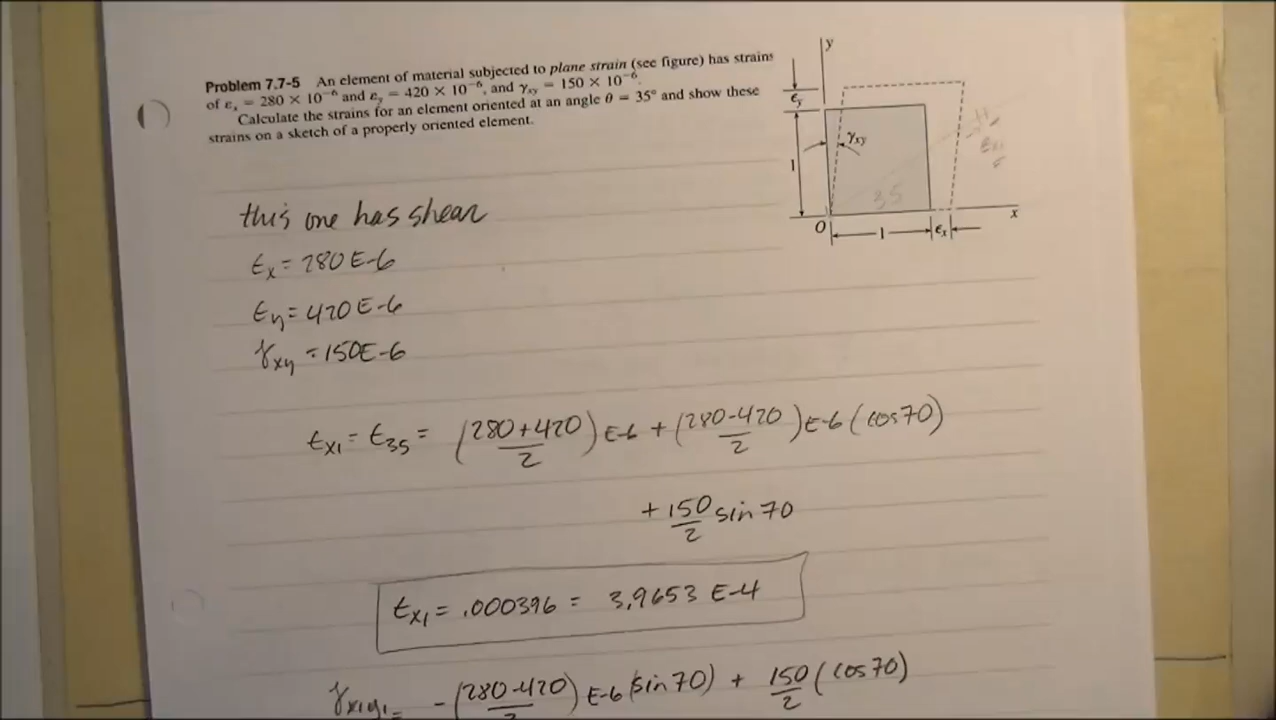 Problem 7.7-5 An element of material subjected to plane strain (see figure) has strains
of εx = 280 × 10⁻⁶ and εy = 420 × 10⁻⁶, and γxy = 150 × 10⁻⁶.
Calculate the strains for an element oriented at an angle θ = 35° and show these
strains on a sketch of a properly oriented element.
y
εy
γxy
1
35
εx1
x
O
1
εx
this one has shear
εx = 280 E-6
εy = 420 E-6
γxy = 150E-6
εx1 = ε35 = (280+420)/2 E-6 + (280-420)/2 E-6 (cos70)
+ 150/2 sin 70
εx1 = .000396 = 3.9653 E-4
γx1y1 = -(280-420)/2 E-6 (sin 70) + 150/2 (cos 70)